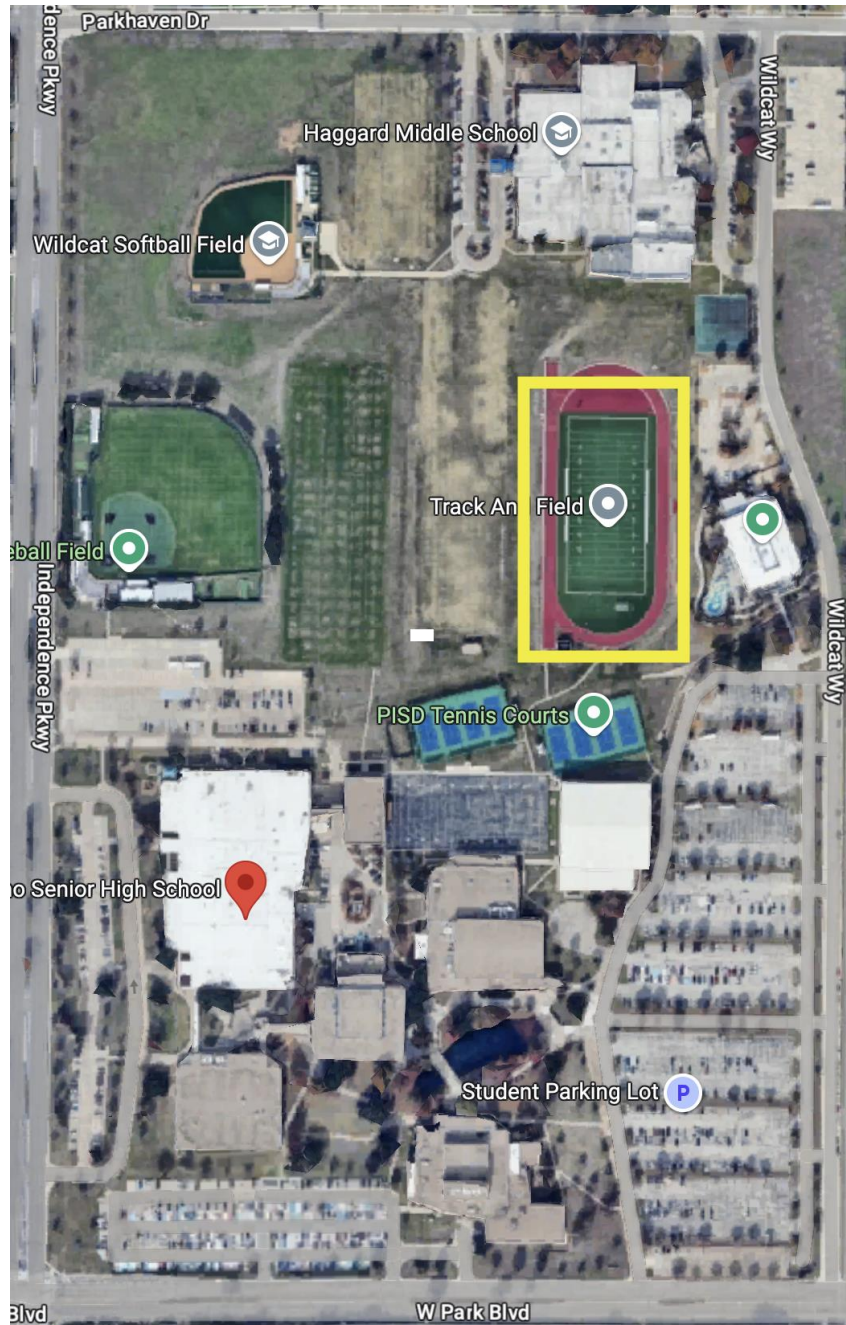 Parkhaven Dr
dence Pkwy
Wildcat Wy
Haggard Middle School
Wildcat Softball Field
Track An Field
eball Field
Independence Pkwy
Wildcat Wy
PISD Tennis Courts
no Senior High School
Student Parking Lot P
W Park Blvd
Blvd